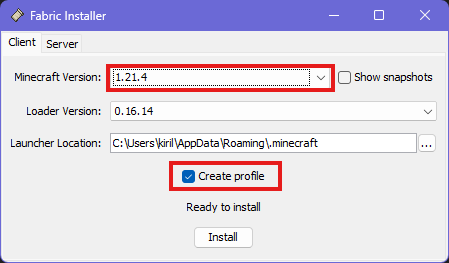 Fabric Installer
Client Server
Minecraft Version: 1.21.4 Show snapshots
Loader Version: 0.16.14
Launcher Location: C:\Users\kiril\AppData\Roaming\.minecraft ...
Create profile
Ready to install
Install